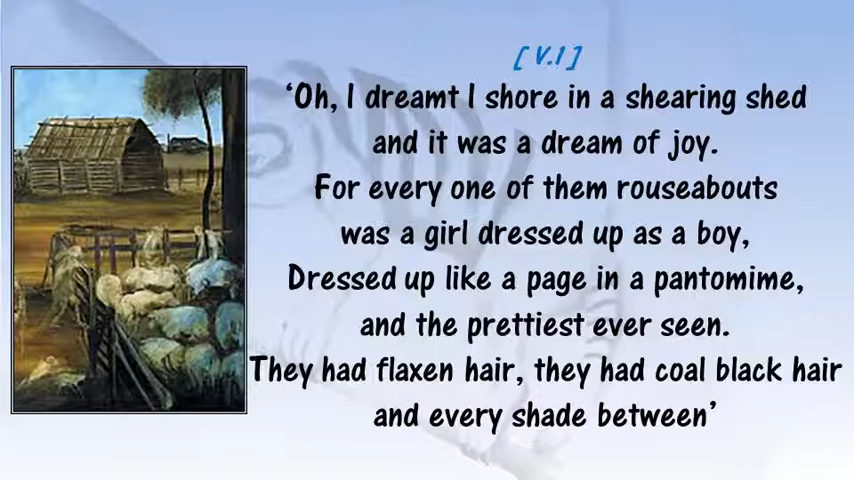 [V.1]
‘Oh, I dreamt I shore in a shearing shed
and it was a dream of joy.
For every one of them rouseabouts
was a girl dressed up as a boy,
Dressed up like a page in a pantomime,
and the prettiest ever seen.
They had flaxen hair, they had coal black hair
and every shade between’